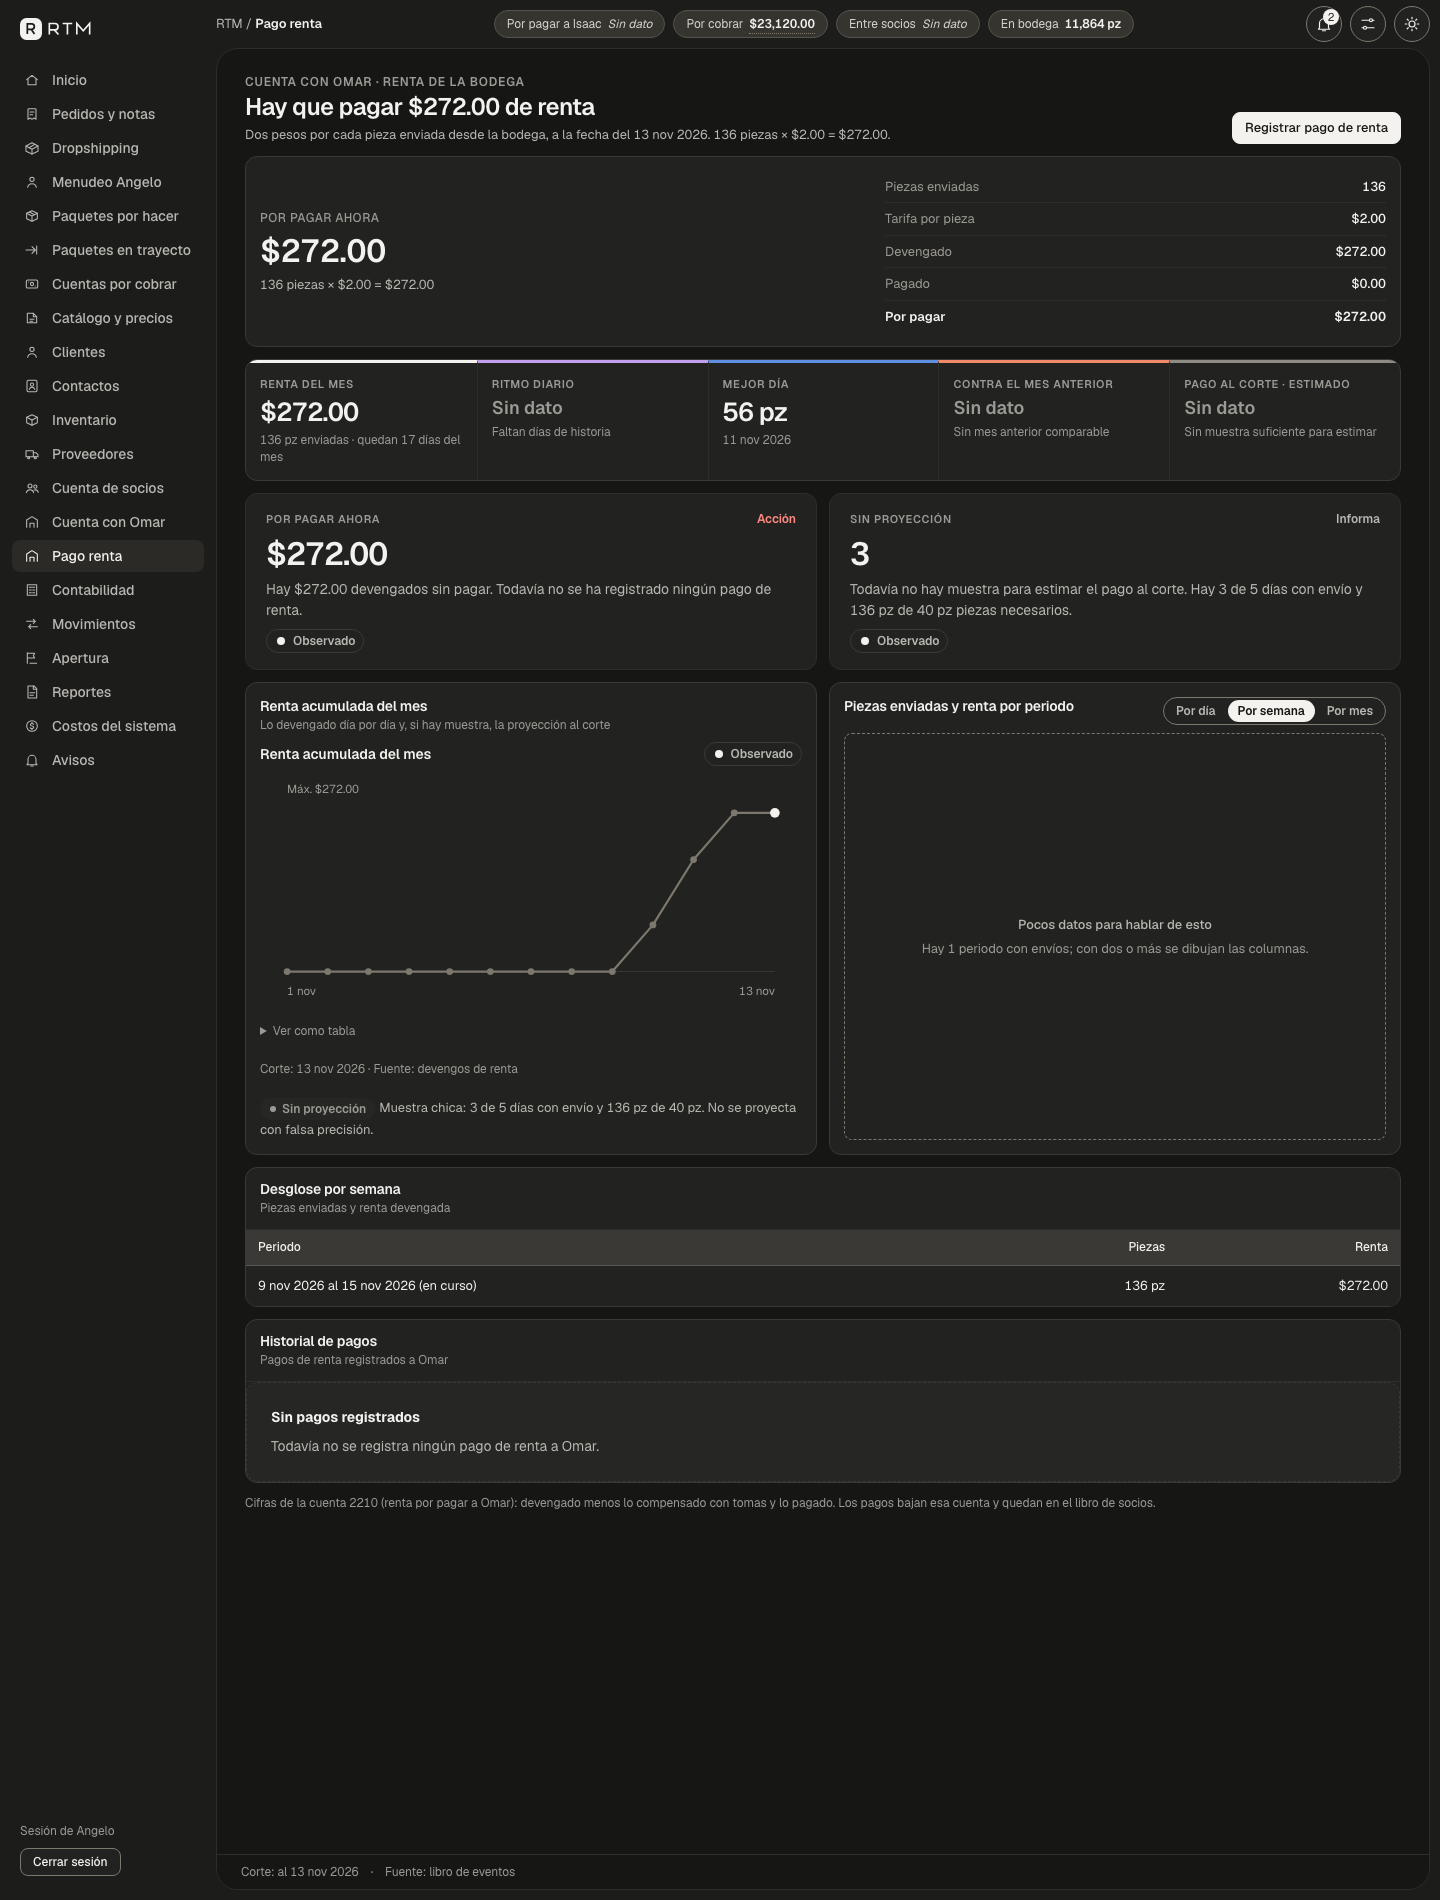 R RTM
Inicio
Pedidos y notas
Dropshipping
Menudeo Angelo
Paquetes por hacer
Paquetes en trayecto
Cuentas por cobrar
Catálogo y precios
Clientes
Contactos
Inventario
Proveedores
Cuenta de socios
Cuenta con Omar
Pago renta
Contabilidad
Movimientos
Apertura
Reportes
Costos del sistema
Avisos
Sesión de Angelo
Cerrar sesión
RTM / Pago renta
Por pagar a Isaac Sin dato
Por cobrar $23,120.00
Entre socios Sin dato
En bodega 11,864 pz
2
CUENTA CON OMAR · RENTA DE LA BODEGA
Hay que pagar $272.00 de renta
Dos pesos por cada pieza enviada desde la bodega, a la fecha del 13 nov 2026. 136 piezas × $2.00 = $272.00.
Registrar pago de renta
POR PAGAR AHORA
$272.00
136 piezas × $2.00 = $272.00
Piezas enviadas 136
Tarifa por pieza $2.00
Devengado $272.00
Pagado $0.00
Por pagar $272.00
RENTA DEL MES
$272.00
136 pz enviadas · quedan 17 días del
mes
RITMO DIARIO
Sin dato
Faltan días de historia
MEJOR DÍA
56 pz
11 nov 2026
CONTRA EL MES ANTERIOR
Sin dato
Sin mes anterior comparable
PAGO AL CORTE · ESTIMADO
Sin dato
Sin muestra suficiente para estimar
POR PAGAR AHORA
Acción
$272.00
Hay $272.00 devengados sin pagar. Todavía no se ha registrado ningún pago de
renta.
Observado
SIN PROYECCIÓN
Informa
3
Todavía no hay muestra para estimar el pago al corte. Hay 3 de 5 días con envío y
136 pz de 40 pz piezas necesarios.
Observado
Renta acumulada del mes
Lo devengado día por día y, si hay muestra, la proyección al corte
Renta acumulada del mes
Observado
Máx. $272.00
1 nov
13 nov
Ver como tabla
Corte: 13 nov 2026 · Fuente: devengos de renta
Sin proyección Muestra chica: 3 de 5 días con envío y 136 pz de 40 pz. No se proyecta
con falsa precisión.
Piezas enviadas y renta por periodo
Por día
Por semana
Por mes
Pocos datos para hablar de esto
Hay 1 periodo con envíos; con dos o más se dibujan las columnas.
Desglose por semana
Piezas enviadas y renta devengada
Periodo Piezas Renta
9 nov 2026 al 15 nov 2026 (en curso) 136 pz $272.00
Historial de pagos
Pagos de renta registrados a Omar
Sin pagos registrados
Todavía no se registra ningún pago de renta a Omar.
Cifras de la cuenta 2210 (renta por pagar a Omar): devengado menos lo compensado con tomas y lo pagado. Los pagos bajan esa cuenta y quedan en el libro de socios.
Corte: al 13 nov 2026 · Fuente: libro de eventos